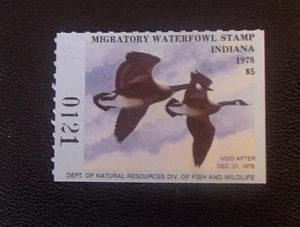 MIGRATORY WATERFOWL STAMP
INDIANA
1978
$5
0121
VOID AFTER
DEC. 31, 1978
DEPT. OF NATURAL RESOURCES DIV. OF FISH AND WILDLIFE